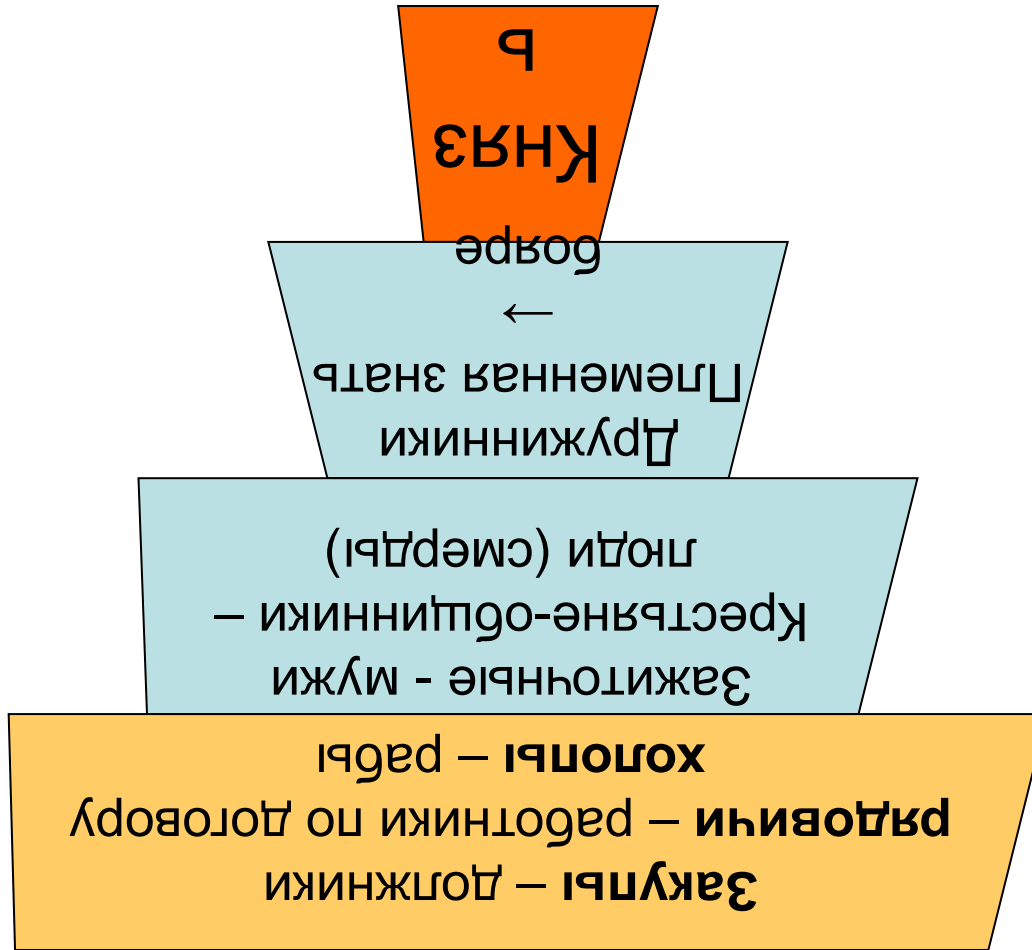 Закупы – должники
рядовичи – работники по договору
холопы – рабы
Зажиточные - мужи
Крестьяне-общинники –
люди (смерды)
Дружинники
Племенная знать
→
бояре
Княз
ь